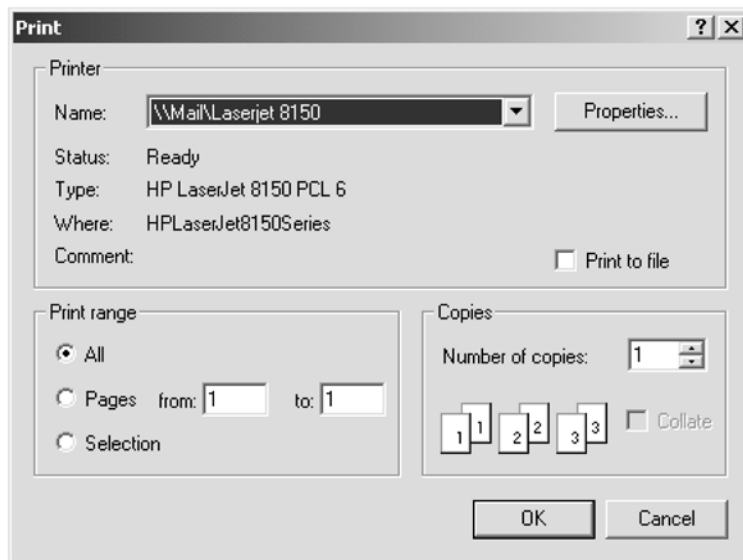 Print
Printer
Name: \\Mail\Laserjet 8150 Properties...
Status: Ready
Type: HP LaserJet 8150 PCL 6
Where: HPLaserJet8150Series
Comment: Print to file
Print range
All
Pages from: 1 to: 1
Selection
Copies
Number of copies: 1
1 1 2 2 3 3 Collate
OK Cancel